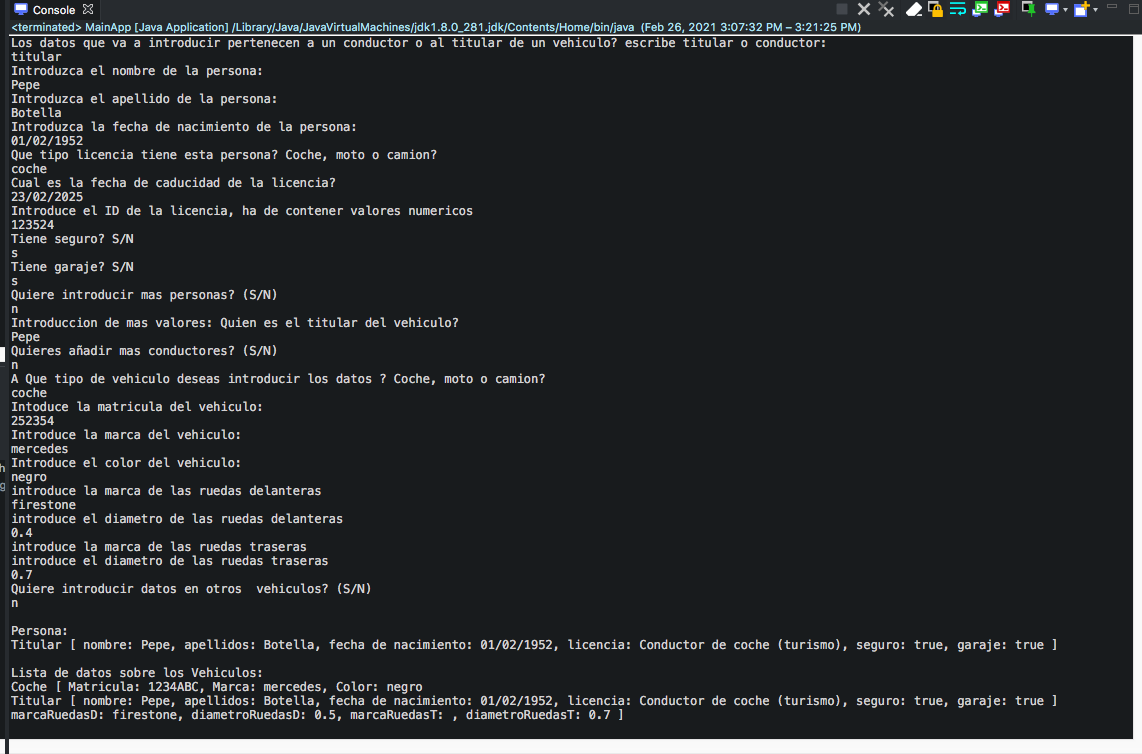 Console
<terminated> MainApp [Java Application] /Library/Java/JavaVirtualMachines/jdk1.8.0_281.jdk/Contents/Home/bin/java (Feb 26, 2021 3:07:32 PM – 3:21:25 PM)
Los datos que va a introducir pertenecen a un conductor o al titular de un vehiculo? escribe titular o conductor:
titular
Introduzca el nombre de la persona:
Pepe
Introduzca el apellido de la persona:
Botella
Introduzca la fecha de nacimiento de la persona:
01/02/1952
Que tipo licencia tiene esta persona? Coche, moto o camion?
coche
Cual es la fecha de caducidad de la licencia?
23/02/2025
Introduce el ID de la licencia, ha de contener valores numericos
123524
Tiene seguro? S/N
s
Tiene garaje? S/N
s
Quiere introducir mas personas? (S/N)
n
Introduccion de mas valores: Quien es el titular del vehiculo?
Pepe
Quieres añadir mas conductores? (S/N)
n
A Que tipo de vehiculo deseas introducir los datos ? Coche, moto o camion?
coche
Intoduce la matricula del vehiculo:
252354
Introduce la marca del vehiculo:
mercedes
Introduce el color del vehiculo:
negro
introduce la marca de las ruedas delanteras
firestone
introduce el diametro de las ruedas delanteras
0.4
introduce la marca de las ruedas traseras
introduce el diametro de las ruedas traseras
0.7
Quiere introducir datos en otros  vehiculos? (S/N)
n
Persona:
Titular [ nombre: Pepe, apellidos: Botella, fecha de nacimiento: 01/02/1952, licencia: Conductor de coche (turismo), seguro: true, garaje: true ]
Lista de datos sobre los Vehiculos:
Coche [ Matricula: 1234ABC, Marca: mercedes, Color: negro
Titular [ nombre: Pepe, apellidos: Botella, fecha de nacimiento: 01/02/1952, licencia: Conductor de coche (turismo), seguro: true, garaje: true ]
marcaRuedasD: firestone, diametroRuedasD: 0.5, marcaRuedasT: , diametroRuedasT: 0.7 ]